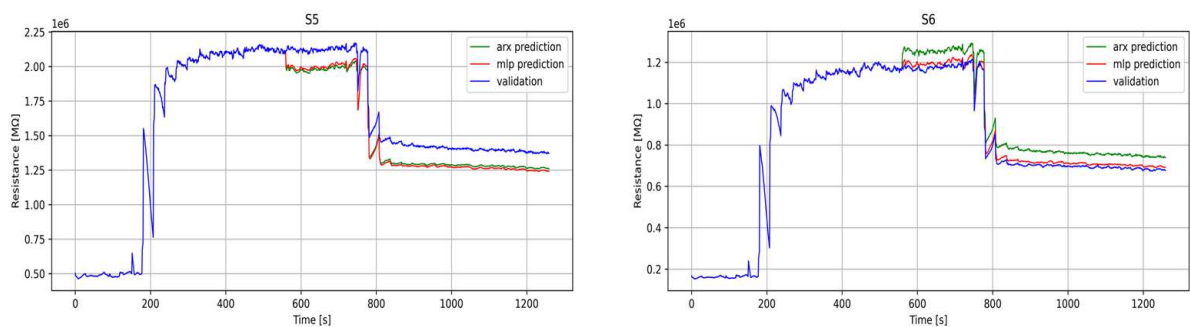 S5
1e6
2.25
2.00
1.75
1.50
1.25
1.00
0.75
0.50
Resistance [MΩ]
arx prediction
mlp prediction
validation
0 200 400 600 800 1000 1200
Time [s]
S6
1e6
1.2
1.0
0.8
0.6
0.4
0.2
Resistance [MΩ]
arx prediction
mlp prediction
validation
0 200 400 600 800 1000 1200
Time [s]